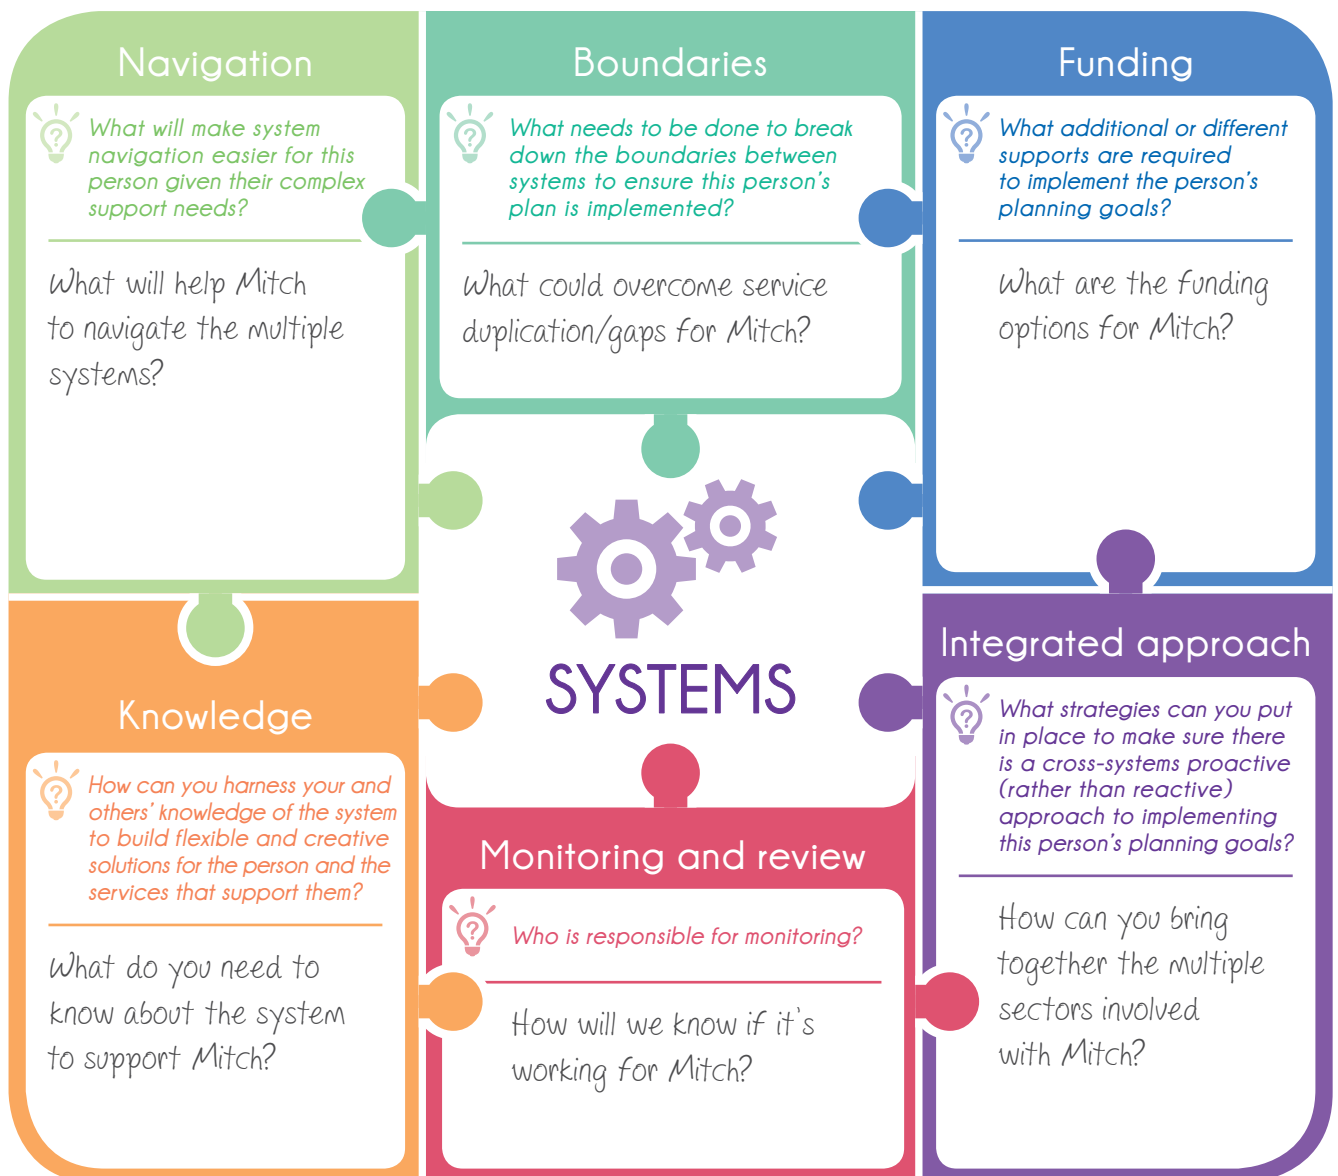 Navigation
What will make system
navigation easier for this
person given their complex
support needs?
What will help Mitch
to navigate the multiple
systems?
Boundaries
What needs to be done to break
down the boundaries between
systems to ensure this person's
plan is implemented?
What could overcome service
duplication/gaps for Mitch?
Funding
What additional or different
supports are required
to implement the person's
planning goals?
What are the funding
options for Mitch?
SYSTEMS
Knowledge
How can you harness your and
others' knowledge of the system
to build flexible and creative
solutions for the person and the
services that support them?
What do you need to
know about the system
to support Mitch?
Monitoring and review
Who is responsible for monitoring?
How will we know if it's
working for Mitch?
Integrated approach
What strategies can you put
in place to make sure there
is a cross-systems proactive
(rather than reactive)
approach to implementing
this person's planning goals?
How can you bring
together the multiple
sectors involved
with Mitch?